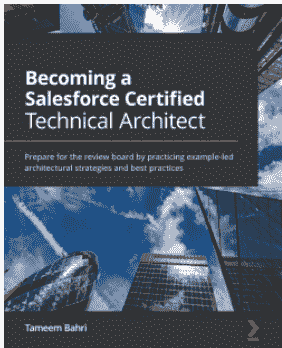 Becoming a
Salesforce Certified
Technical Architect
Prepare for the review board by practicing example-led
architectural strategies and best practices
Tameem Bahri